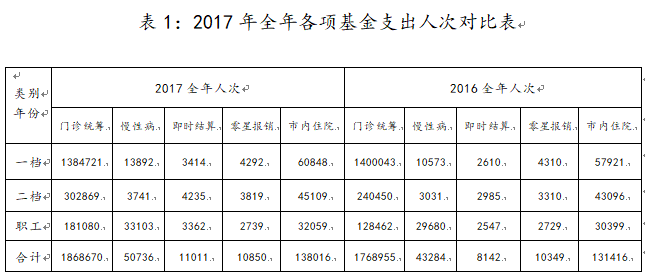 表 1：2017 年全年各项基金支出人次对比表
类别
年份
2017 全年人次 2016 全年人次
门诊统筹 慢性病 即时结算 零星报销 市内住院 门诊统筹 慢性病 即时结算 零星报销 市内住院
一档 1384721 13892 3414 4292 60848 1400043 10573 2610 4310 57921
二档 302869 3741 4235 3819 45109 240450 3031 2985 3310 43096
职工 181080 33103 3362 2739 32059 128462 29680 2547 2729 30399
合计 1868670 50736 11011 10850 138016 1768955 43284 8142 10349 131416